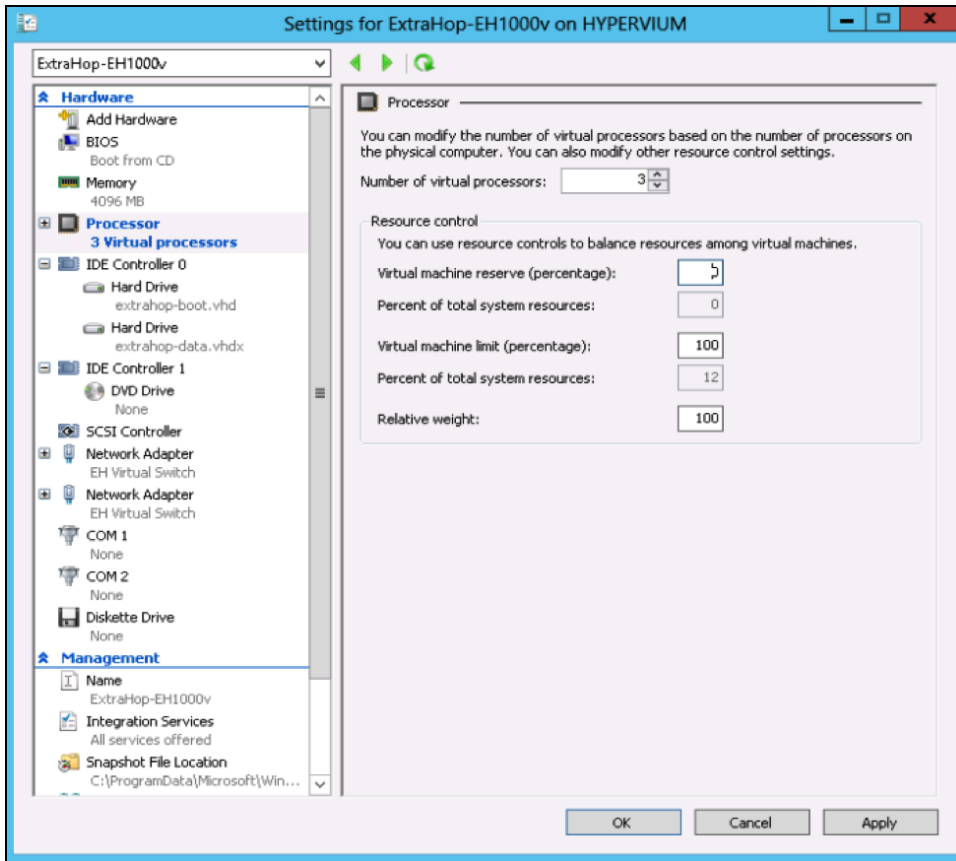 Settings for ExtraHop-EH1000v on HYPERVIUM
ExtraHop-EH1000v
Hardware
Add Hardware
BIOS
Boot from CD
Memory
4096 MB
Processor
3 Virtual processors
IDE Controller 0
Hard Drive
extrahop-boot.vhd
Hard Drive
extrahop-data.vhdx
IDE Controller 1
DVD Drive
None
SCSI Controller
Network Adapter
EH Virtual Switch
Network Adapter
EH Virtual Switch
COM 1
None
COM 2
None
Diskette Drive
None
Management
Name
ExtraHop-EH1000v
Integration Services
All services offered
Snapshot File Location
C:\ProgramData\Microsoft\Win...
Processor
You can modify the number of virtual processors based on the number of processors on
the physical computer. You can also modify other resource control settings.
Number of virtual processors: 3
Resource control
You can use resource controls to balance resources among virtual machines.
Virtual machine reserve (percentage):
Percent of total system resources: 0
Virtual machine limit (percentage): 100
Percent of total system resources: 12
Relative weight: 100
OK Cancel Apply